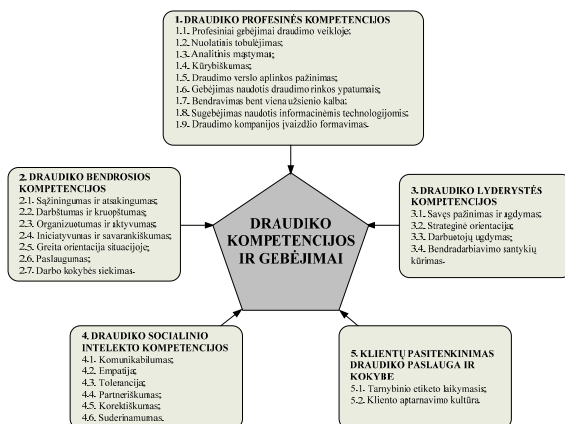 1. DRAUDIKO PROFESINĖS KOMPETENCIJOS
1.1. Profesiniai gebėjimai draudimo veikloje;
1.2. Nuolatinis tobulėjimas;
1.3. Analitinis mąstymas;
1.4. Kūrybiškumas;
1.5. Draudimo verslo aplinkos pažinimas;
1.6. Gebėjimas naudotis draudimo rinkos ypatumais;
1.7. Bendravimas bent viena užsienio kalba;
1.8. Sugebėjimas naudotis informacinėmis technologijomis;
1.9. Draudimo kompanijos įvaizdžio formavimas.
2. DRAUDIKO BENDROSIOS
KOMPETENCIJOS
2.1. Sąžiningumas ir atsakingumas;
2.2. Darbštumas ir kruopštumas;
2.3. Organizuotumas ir aktyvumas;
2.4. Iniciatyvumas ir savarankiškumas;
2.5. Greita orientacija situacijoje;
2.6. Paslaugumas;
2.7. Darbo kokybės siekimas.
DRAUDIKO
KOMPETENCIJOS
IR GEBĖJIMAI
3. DRAUDIKO LYDERYSTĖS
KOMPITENCIJOS
3.1. Savęs pažinimas ir ugdymas;
3.2. Strateginė orientacija;
3.3. Darbuotojų ugdymas;
3.4. Bendradarbiavimo santykių
kūrimas.
4. DRAUDIKO SOCIALINIO
INTELEKTO KOMPETENCIJOS
4.1. Komunikabilumas;
4.2. Empatija;
4.3. Tolerancija;
4.4. Partneriškumas;
4.5. Korektiškumas;
4.6. Suderinamumas.
5. KLIENTŲ PASITENKINIMAS
DRAUDIKO PASLAUGA IR
KOKYBE
5.1. Tarnybinio etiketo laikymasis;
5.2. Kliento aptarnavimo kultūra.